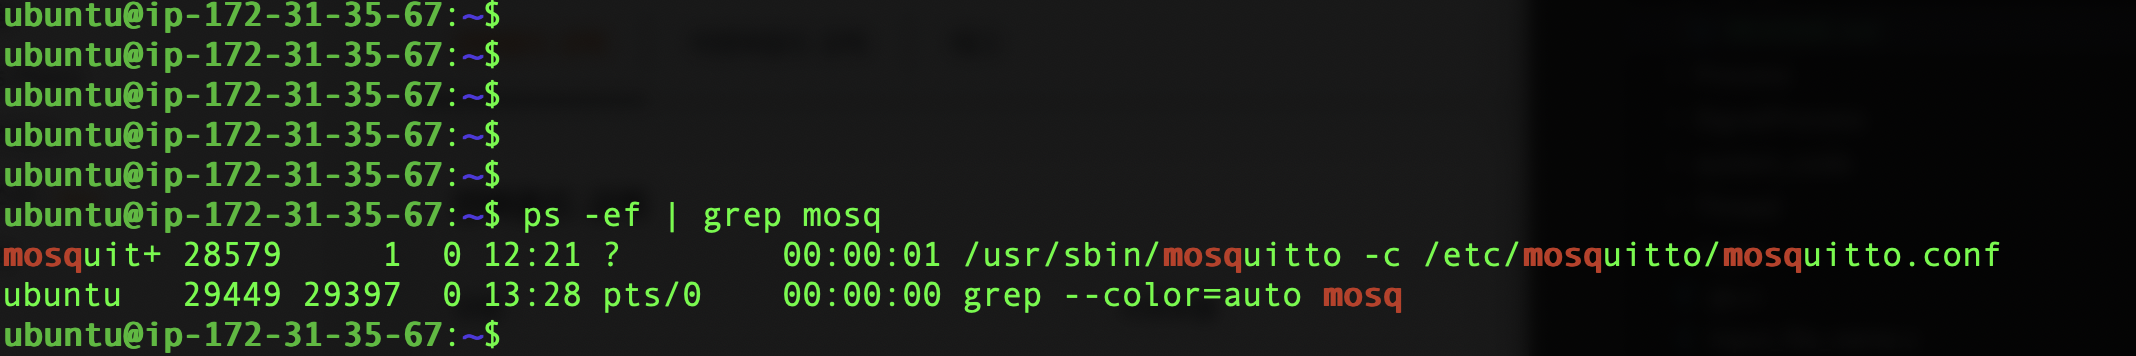 ubuntu@ip-172-31-35-67:~$
ubuntu@ip-172-31-35-67:~$
ubuntu@ip-172-31-35-67:~$
ubuntu@ip-172-31-35-67:~$
ubuntu@ip-172-31-35-67:~$
ubuntu@ip-172-31-35-67:~$ ps -ef | grep mosq
mosquit+ 28579     1  0 12:21 ?        00:00:01 /usr/sbin/mosquitto -c /etc/mosquitto/mosquitto.conf
ubuntu   29449 29397  0 13:28 pts/0    00:00:00 grep --color=auto mosq
ubuntu@ip-172-31-35-67:~$